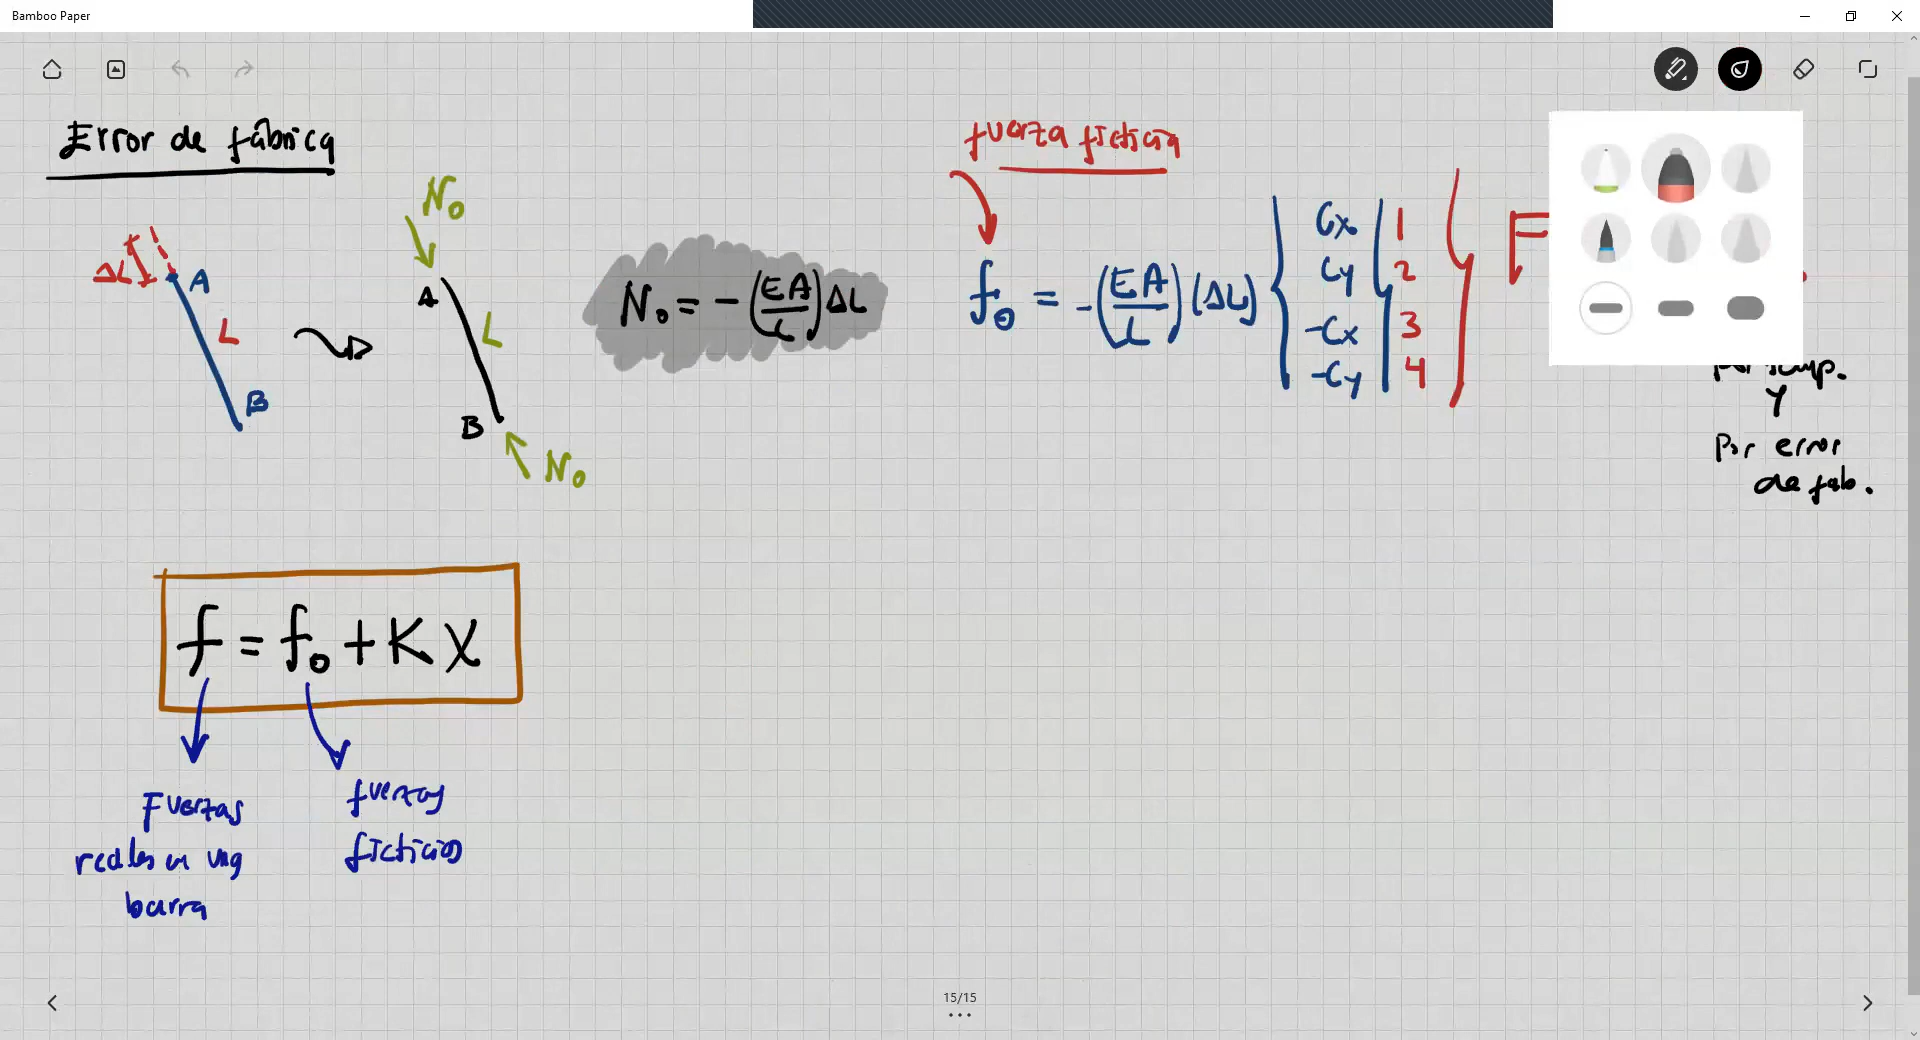 Bamboo Paper
Error de fábrica
ΔL
A
L
B
N₀
A
L
B
N₀
N₀ = -(EA/L)ΔL
fuerza ficticia
f₀ = -(EA/L)(ΔL) { Cx 1
Cy 2
-Cx 3
-Cy 4 }
F
Y
Por error
de fab.
f = f₀ + K X
Fuerzas
reales en una
barra
fuerzas
ficticias
15/15